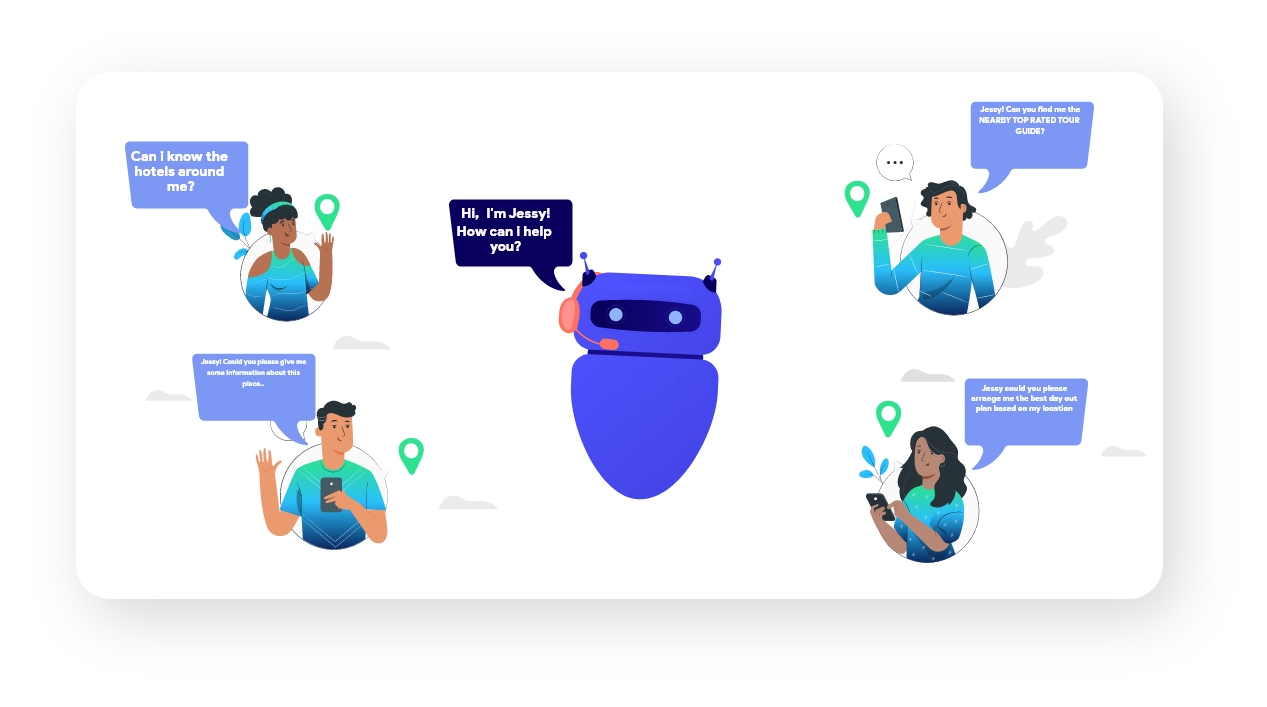 Can i know the
hotels around
me?
Hi, I'm Jessy!
How can i help
you?
Jessy! Can you find me the
NEARBY TOP RATED TOUR
GUIDE?
Jessy! Could you please give me
some information about this
place..
Jessy could you please
arrange me the best day out
plan based on my location